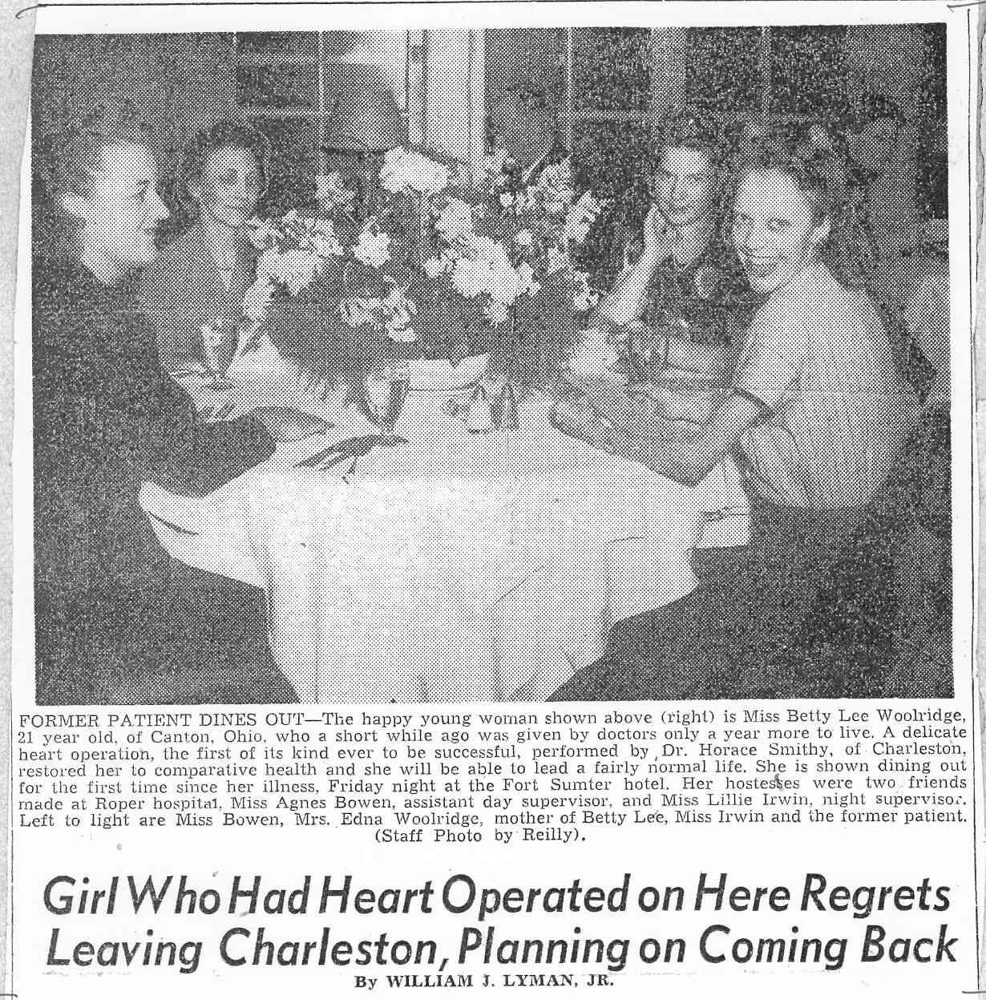 FORMER PATIENT DINES OUT—The happy young woman shown above (right) is Miss Betty Lee Woolridge,
21 year old, of Canton, Ohio, who a short while ago was given by doctors only a year more to live. A delicate
heart operation, the first of its kind ever to be successful, performed by Dr. Horace Smithy, of Charleston,
restored her to comparative health and she will be able to lead a fairly normal life. She is shown dining out
for the first time since her illness, Friday night at the Fort Sumter hotel. Her hostesses were two friends
made at Roper hospital, Miss Agnes Bowen, assistant day supervisor, and Miss Lillie Irwin, night supervisor.
Left to light are Miss Bowen, Mrs. Edna Woolridge, mother of Betty Lee, Miss Irwin and the former patient.
(Staff Photo by Reilly).
Girl Who Had Heart Operated on Here Regrets
Leaving Charleston, Planning on Coming Back
By WILLIAM J. LYMAN, JR.